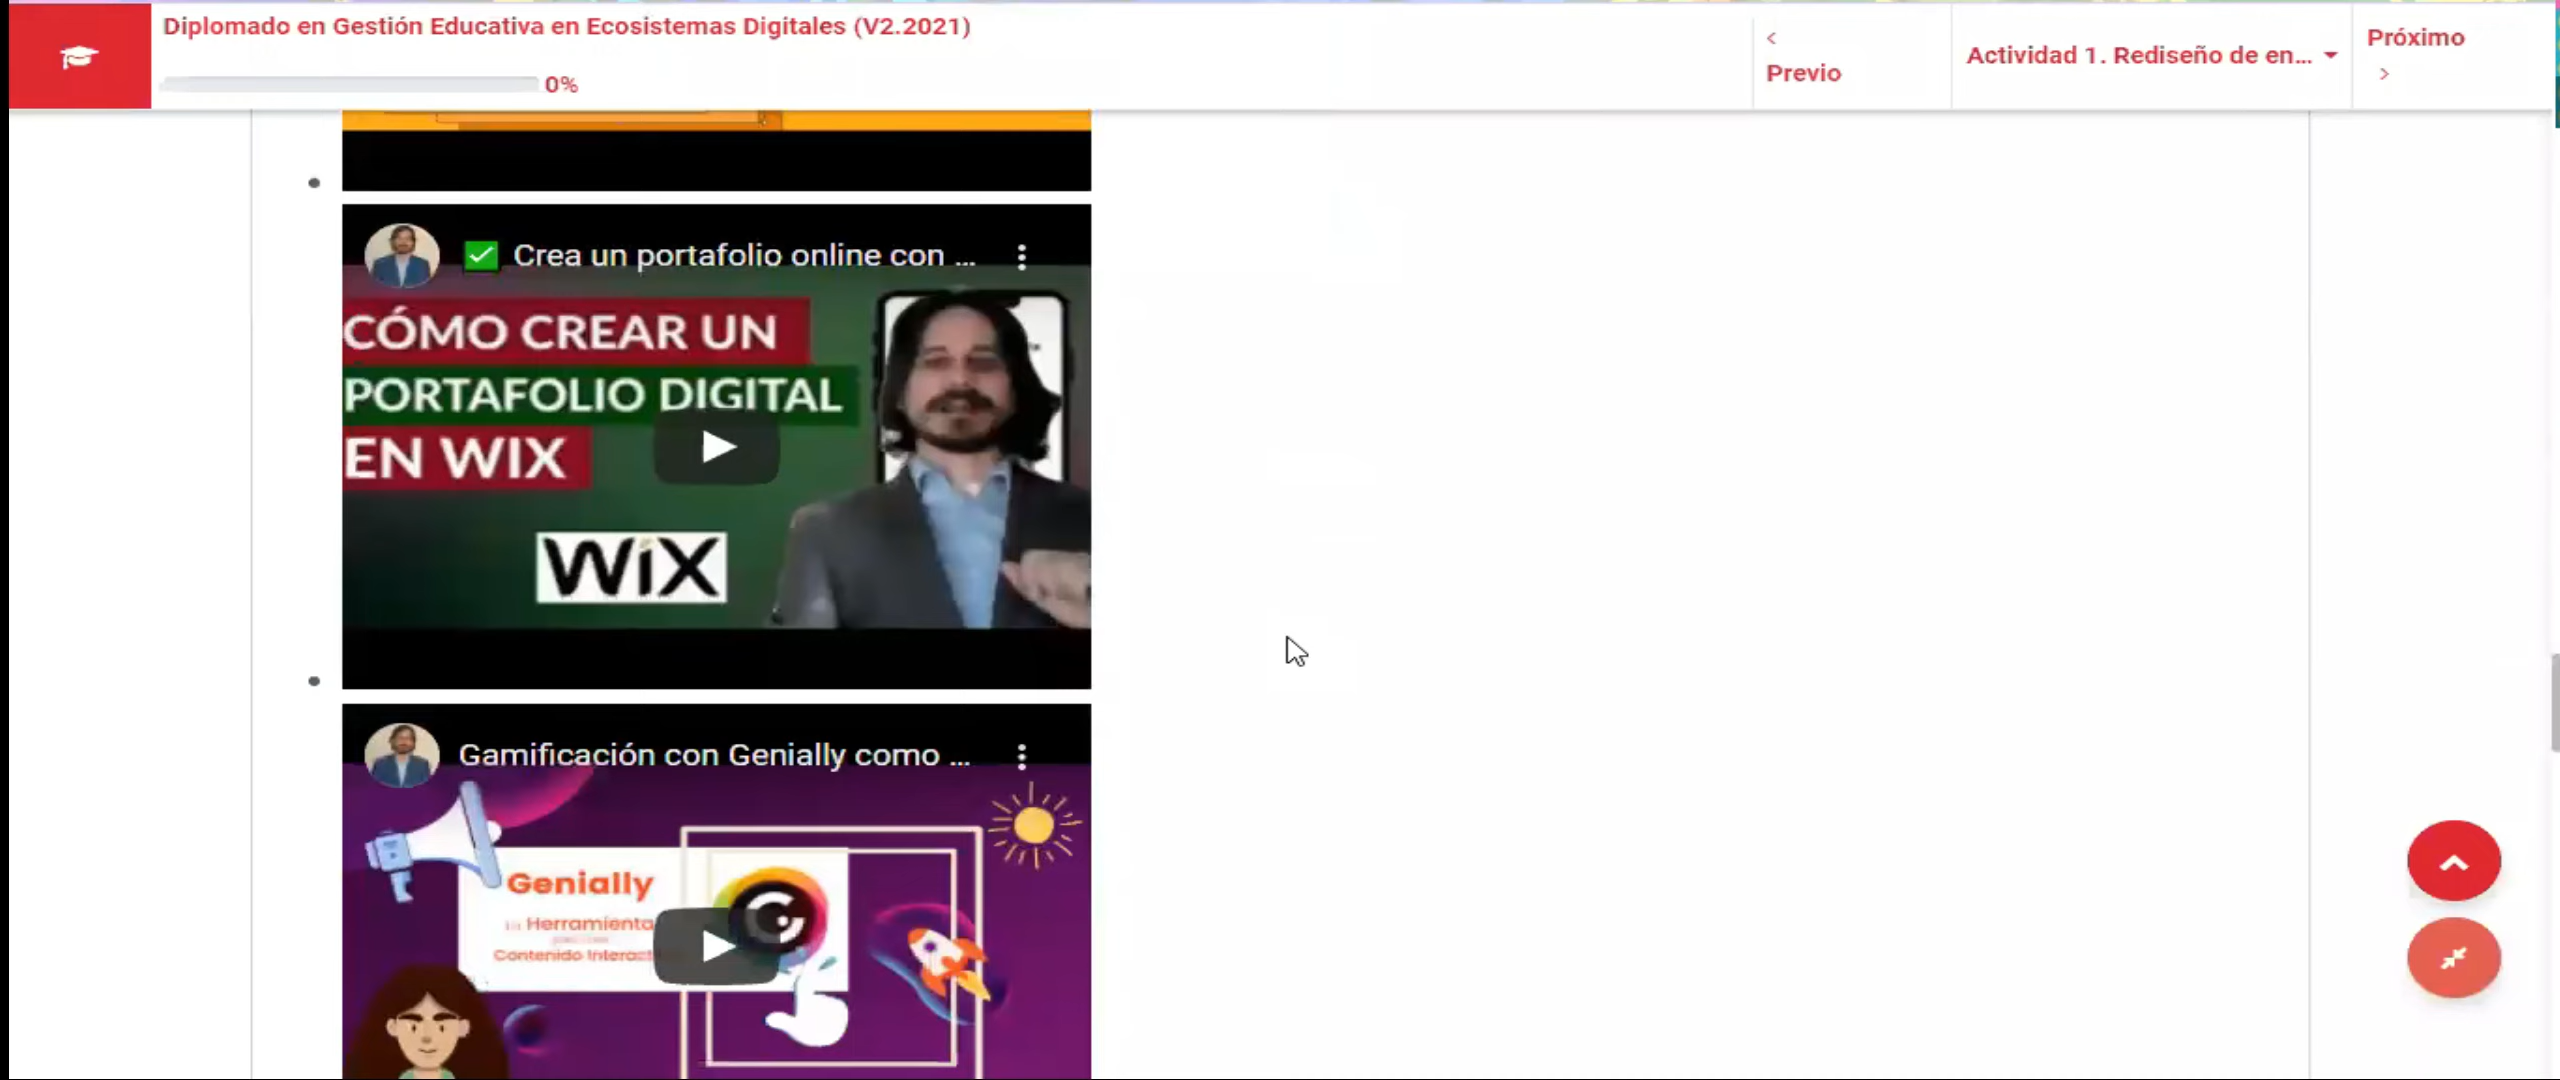 Diplomado en Gestión Educativa en Ecosistemas Digitales (V2.2021)
0%
<
Previo
Actividad 1. Rediseño de en...
Próximo
>
Crea un portafolio online con ...
CÓMO CREAR UN
PORTAFOLIO DIGITAL
EN WIX
WiX
Gamificación con Genially como ...
Genially
Herramienta
Contenido